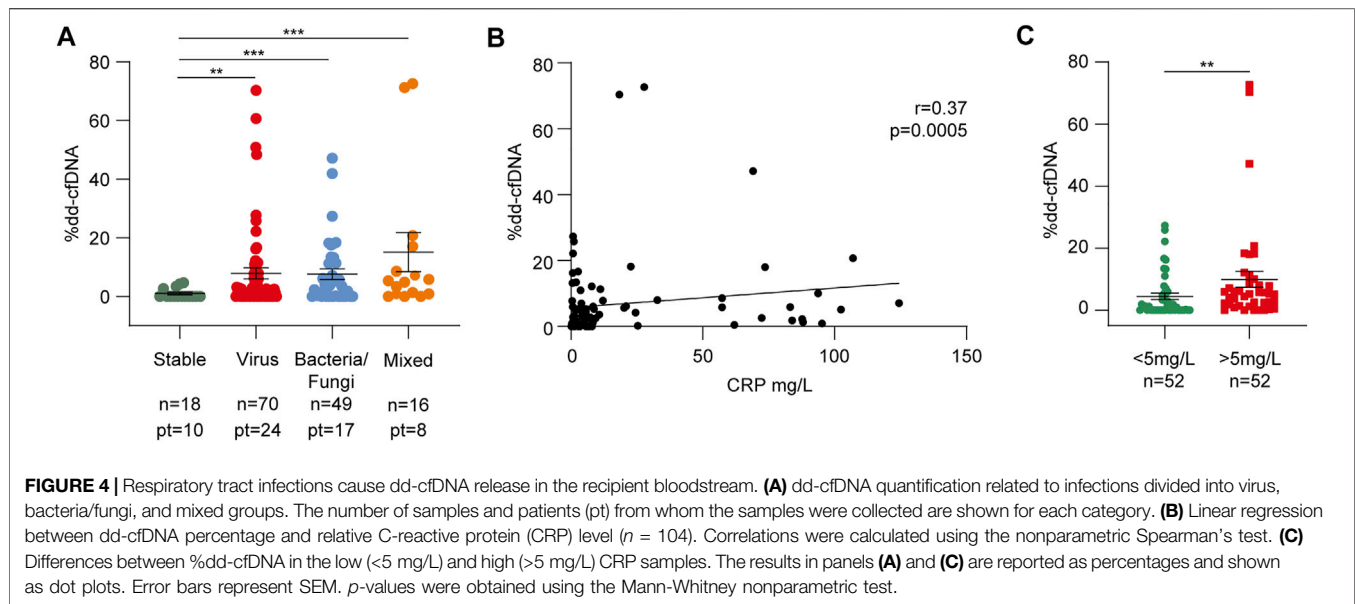 A
***
***
**
80
60
40
20
0
%dd-cfDNA
Stable Virus Bacteria/ Mixed
Fungi
n=18 n=70 n=49 n=16
pt=10 pt=24 pt=17 pt=8
B
80
60
40
20
0
%dd-cfDNA
r=0.37
p=0.0005
0 50 100 150
CRP mg/L
C
**
80
60
40
20
0
%dd-cfDNA
<5mg/L >5mg/L
n=52 n=52
FIGURE 4 | Respiratory tract infections cause dd-cfDNA release in the recipient bloodstream. (A) dd-cfDNA quantification related to infections divided into virus,
bacteria/fungi, and mixed groups. The number of samples and patients (pt) from whom the samples were collected are shown for each category. (B) Linear regression
between dd-cfDNA percentage and relative C-reactive protein (CRP) level (n = 104). Correlations were calculated using the nonparametric Spearman's test. (C)
Differences between %dd-cfDNA in the low (<5 mg/L) and high (>5 mg/L) CRP samples. The results in panels (A) and (C) are reported as percentages and shown
as dot plots. Error bars represent SEM. p-values were obtained using the Mann-Whitney nonparametric test.